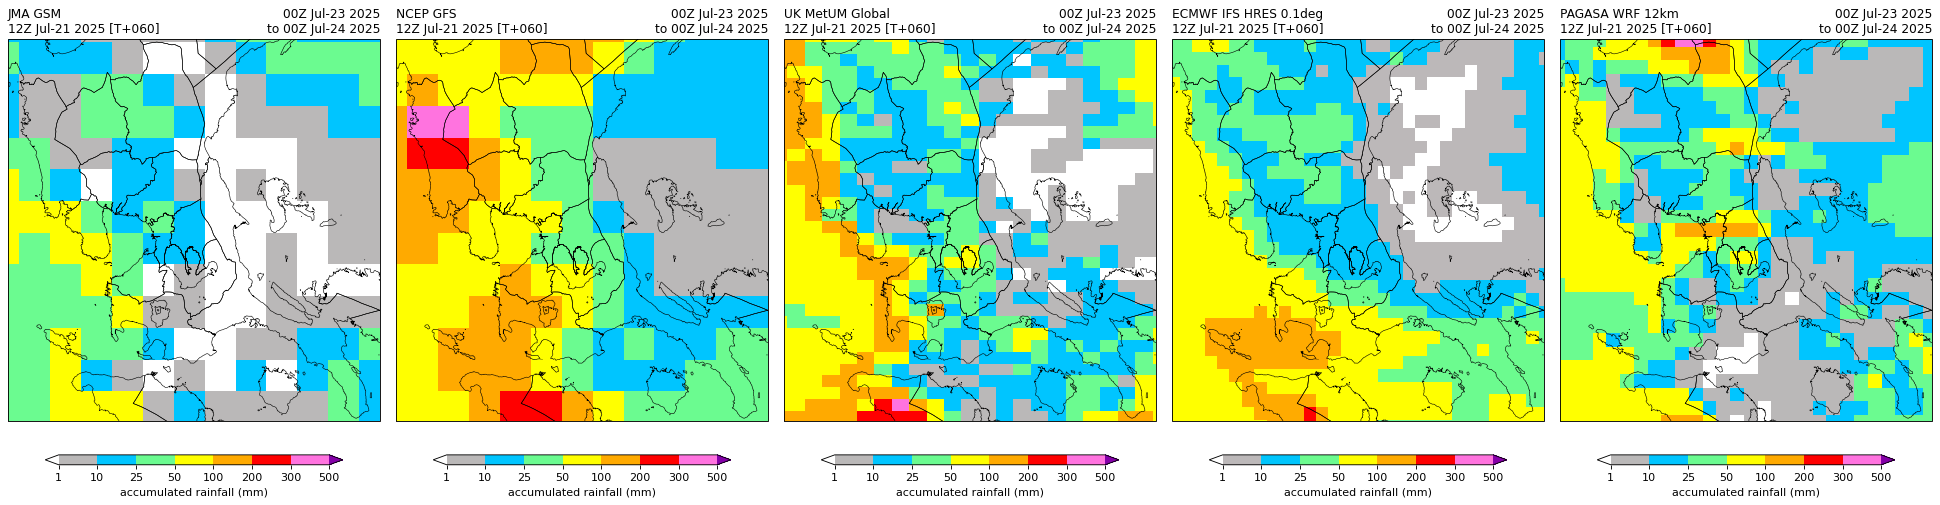 JMA GSM 00Z Jul-23 2025
12Z Jul-21 2025 [T+060] to 00Z Jul-24 2025
1 10 25 50 100 200 300 500
accumulated rainfall (mm)
NCEP GFS 00Z Jul-23 2025
12Z Jul-21 2025 [T+060] to 00Z Jul-24 2025
1 10 25 50 100 200 300 500
accumulated rainfall (mm)
UK MetUM Global 00Z Jul-23 2025
12Z Jul-21 2025 [T+060] to 00Z Jul-24 2025
1 10 25 50 100 200 300 500
accumulated rainfall (mm)
ECMWF IFS HRES 0.1deg 00Z Jul-23 2025
12Z Jul-21 2025 [T+060] to 00Z Jul-24 2025
1 10 25 50 100 200 300 500
accumulated rainfall (mm)
PAGASA WRF 12km 00Z Jul-23 2025
12Z Jul-21 2025 [T+060] to 00Z Jul-24 2025
1 10 25 50 100 200 300 500
accumulated rainfall (mm)